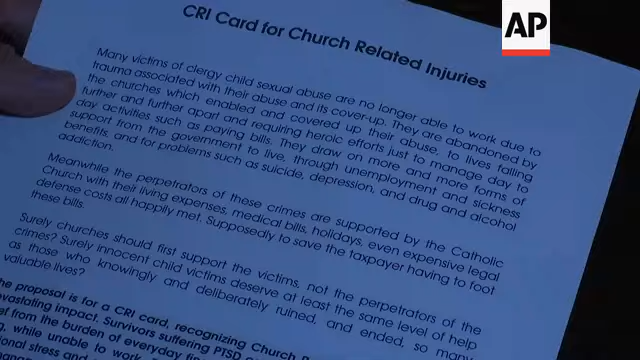 AP
CRI Card for Church Related Injuries
Many victims of clergy child sexual abuse are no longer able to work due to
trauma associated with their abuse and its cover-up. They are abandoned by
the churches which enabled and covered up their abuse, to lives falling
further and further apart and requiring heroic efforts just to manage day to
day activities such as paying bills. They draw on more and more forms of
support from the government to live, through unemployment and sickness
benefits, and for problems such as suicide, depression, and drug and alcohol
addiction.
Meanwhile the perpetrators of these crimes are supported by the Catholic
Church with their living expenses, medical bills, holidays, even expensive legal
defense costs all happily met. Supposedly to save the taxpayer having to foot
these bills.
Surely churches should first support the victims, not the perpetrators of the
crimes? Surely innocent child victims deserve at least the same level of help
as those who knowingly and deliberately ruined, and ended, so many
valuable lives?
proposal is for a CRI card, recognizing Church
impact. Survivors suffering PTSD
from the burden of everyday
while unable to work.
stress and